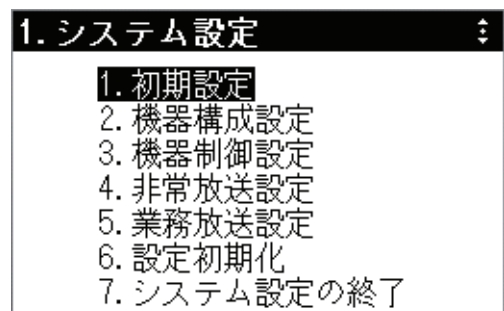 1.システム設定
1.初期設定
2.機器構成設定
3.機器制御設定
4.非常放送設定
5.業務放送設定
6.設定初期化
7.システム設定の終了